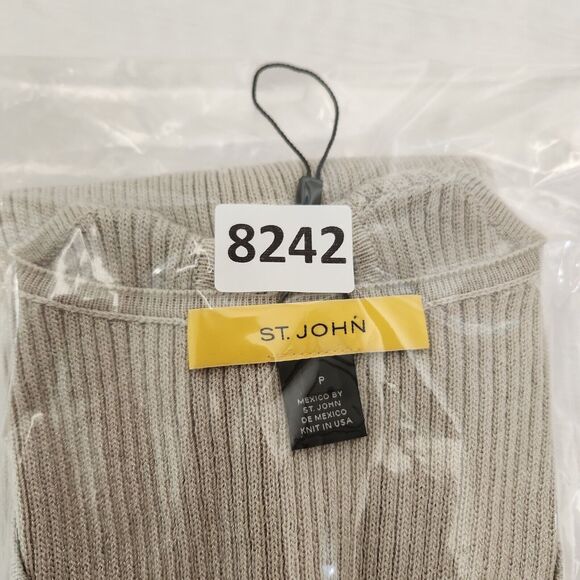 8242
ST. JOHN
P
MEXICO BY
ST. JOHN
DE MEXICO
KNIT IN USA